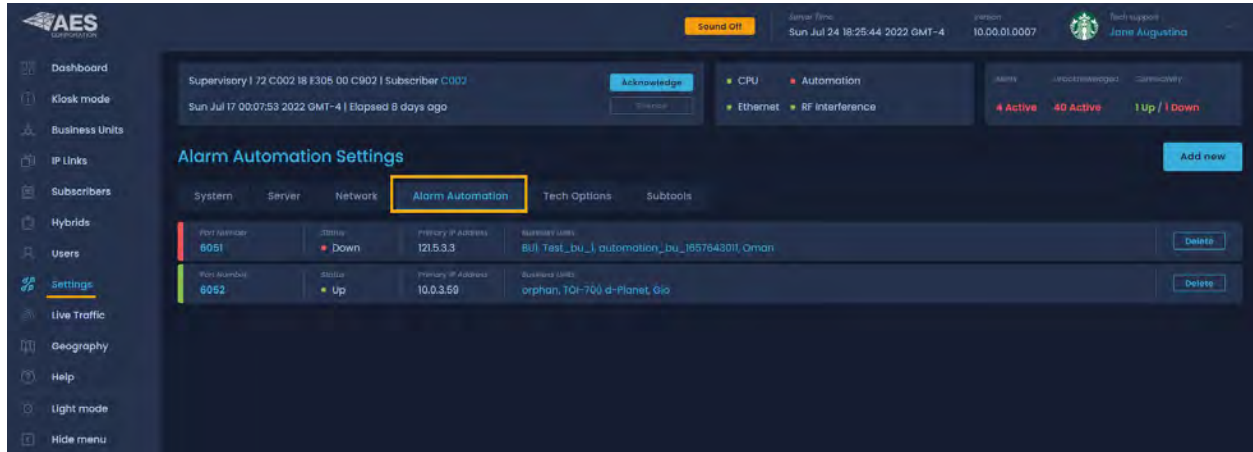 AES
CORPORATION
Sound Off
Server Time
Sun Jul 24 18:25:44 2022 GMT-4
Version
10.00.01.0007
Tech support
Jane Augustina
Dashboard
Kiosk mode
Business Units
IP Links
Subscribers
Hybrids
Users
Settings
Live Traffic
Geography
Help
Light mode
Hide menu
Supervisory | 72 C002 18 E305 00 C902 | Subscriber C002
Sun Jul 17 00:07:53 2022 GMT-4 | Elapsed 8 days ago
Acknowledge
Silence
CPU
Automation
Ethernet
RF interference
Unacknowledged
Connectivity
4 Active
40 Active
1 Up / 1 Down
Alarm Automation Settings
Add new
System
Server
Network
Alarm Automation
Tech Options
Subtools
Port Number
6051
Status
Down
Primary IP Address
121.5.3.3
Business Units
BU1, Test_bu_1, automation_bu_1657643011, Oman
Delete
Port Number
6052
Status
Up
Primary IP Address
10.0.3.59
Business Units
orphan, TOI-700 d-Planet, Glo
Delete